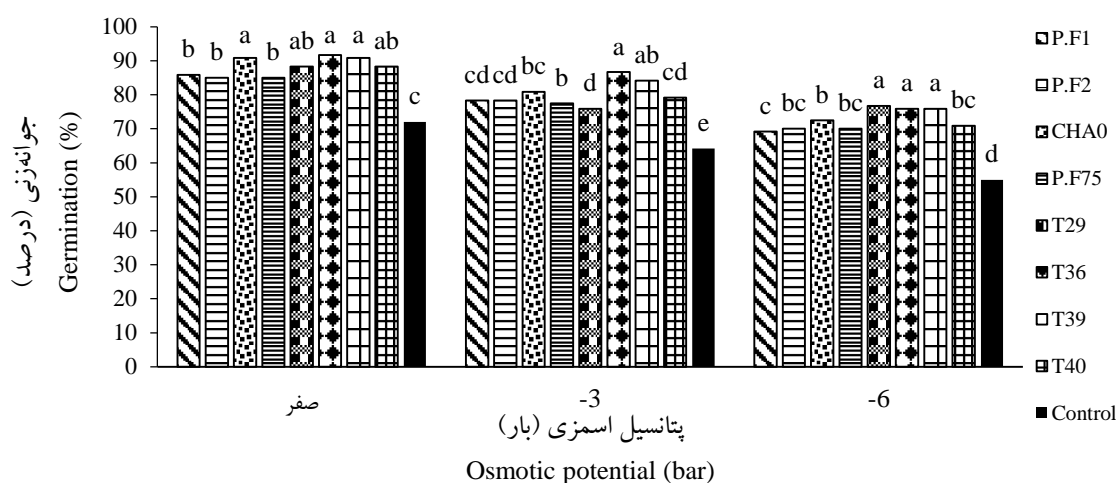 جوانه‌زنی (درصد)
Germination (%)
100
90
80
70
60
50
40
30
20
10
0
b b a b ab a a ab c
cd cd bc b d a ab cd e
c bc b bc a a a bc d
صفر -3 -6
پتانسیل اسمزی (بار)
Osmotic potential (bar)
P.F1
P.F2
CHA0
P.F75
T29
T36
T39
T40
Control